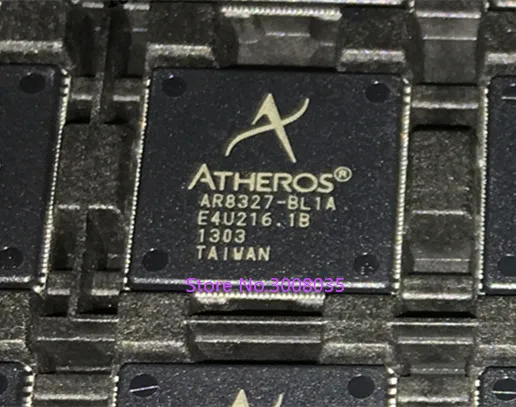 ATHEROS®
AR8327-BL1A
E4U216.1B
1303
TAIWAN
Store No:3008035